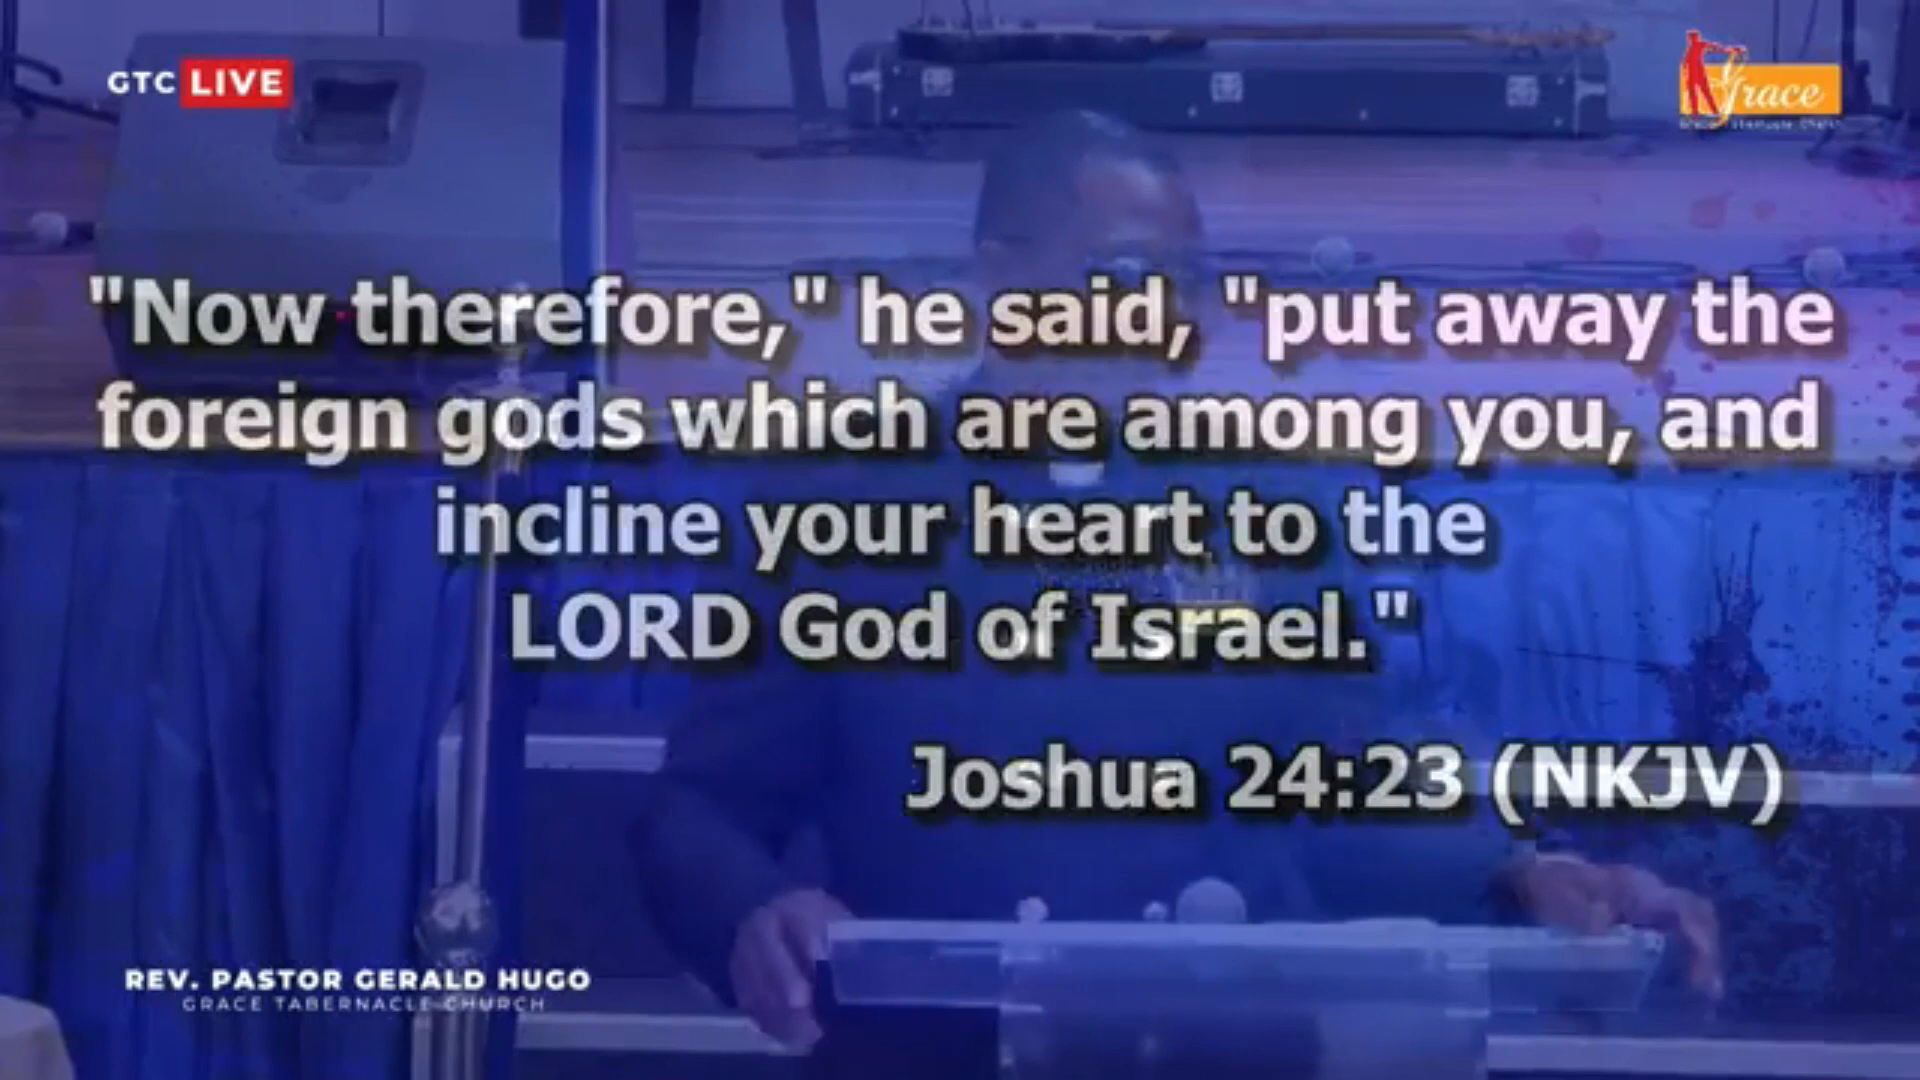 GTC LIVE
Grace
"Now therefore," he said, "put away the
foreign gods which are among you, and
incline your heart to the
LORD God of Israel."
Joshua 24:23 (NKJV)
REV. PASTOR GERALD HUGO
GRACE TABERNACLE CHURCH